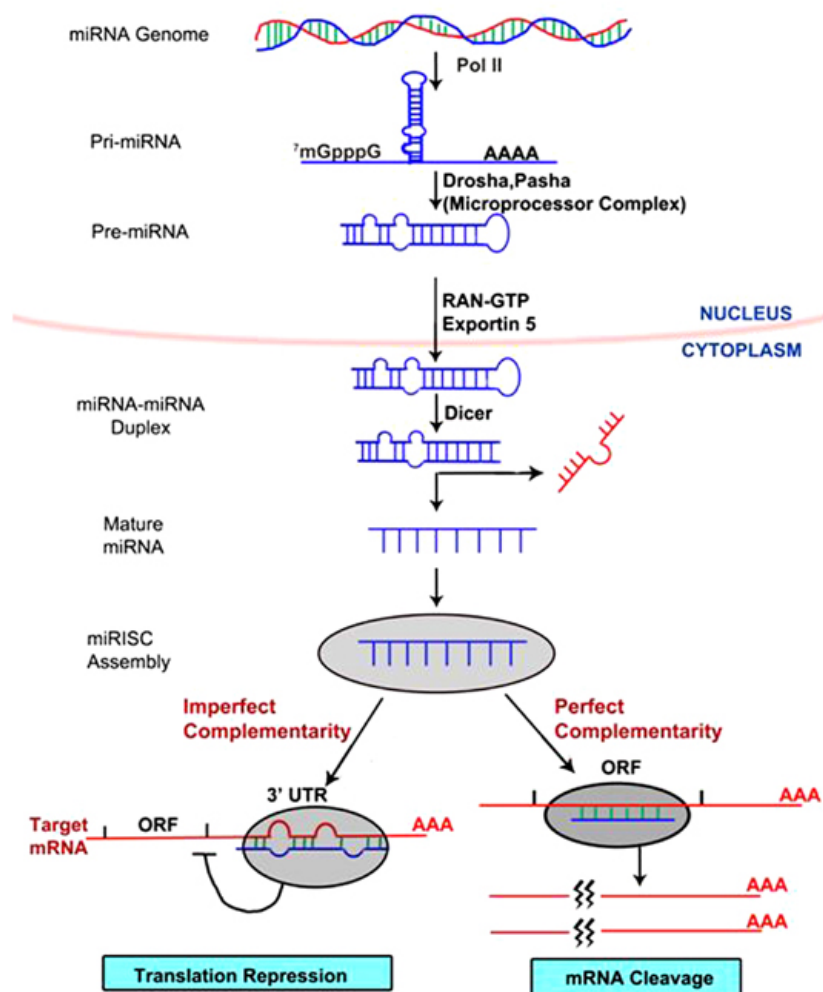 miRNA Genome
Pol II
Pri-miRNA
⁷mGpppG
AAAA
Drosha,Pasha
(Microprocessor Complex)
Pre-miRNA
RAN-GTP
Exportin 5
NUCLEUS
CYTOPLASM
miRNA-miRNA
Duplex
Dicer
Mature
miRNA
miRISC
Assembly
Imperfect
Complementarity
Perfect
Complementarity
3' UTR
ORF
Target
mRNA
ORF
AAA
AAA
AAA
AAA
Translation Repression
mRNA Cleavage